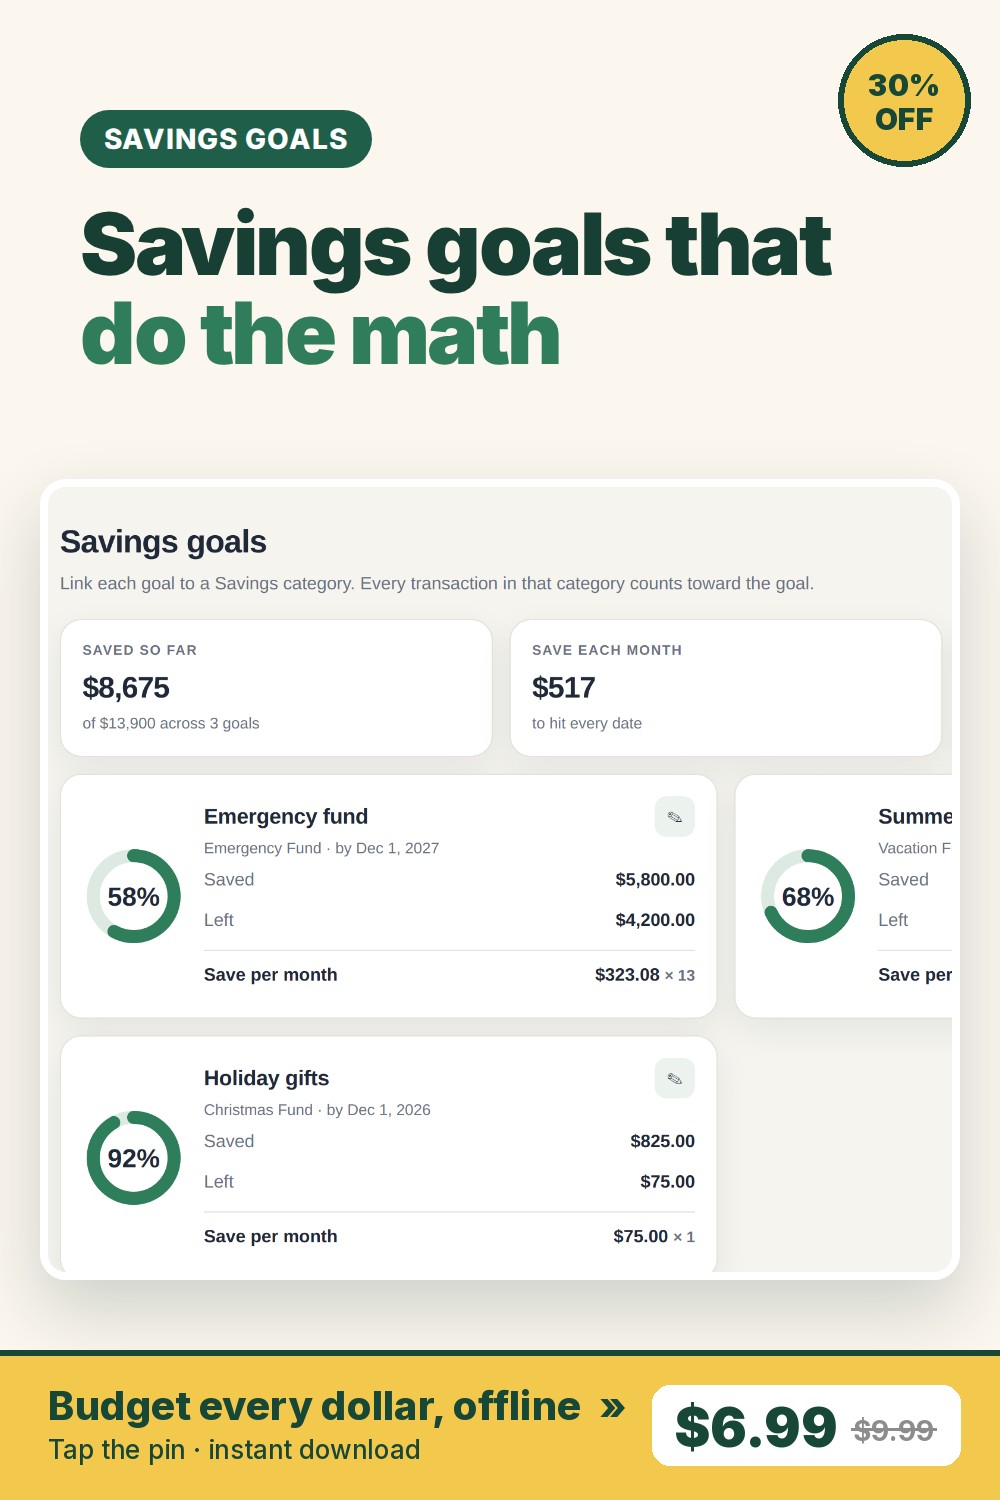 30%
OFF
SAVINGS GOALS
Savings goals that
do the math
Savings goals
Link each goal to a Savings category. Every transaction in that category counts toward the goal.
SAVED SO FAR
$8,675
of $13,900 across 3 goals
SAVE EACH MONTH
$517
to hit every date
58%
Emergency fund
Emergency Fund · by Dec 1, 2027
Saved $5,800.00
Left $4,200.00
Save per month $323.08 × 13
68%
Summe
Vacation F
Saved
Left
Save per
92%
Holiday gifts
Christmas Fund · by Dec 1, 2026
Saved $825.00
Left $75.00
Save per month $75.00 × 1
Budget every dollar, offline »
Tap the pin · instant download
$6.99 $9.99